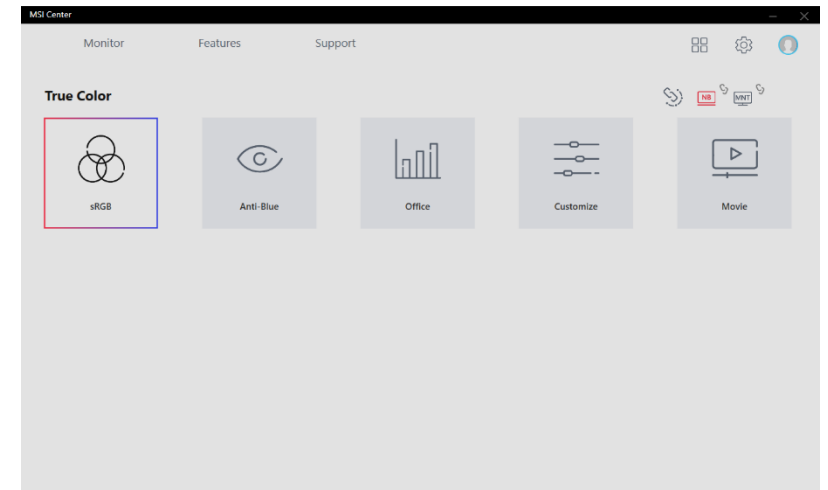 MSI Center
Monitor Features Support
True Color
NB MNT
sRGB Anti-Blue Office Customize Movie